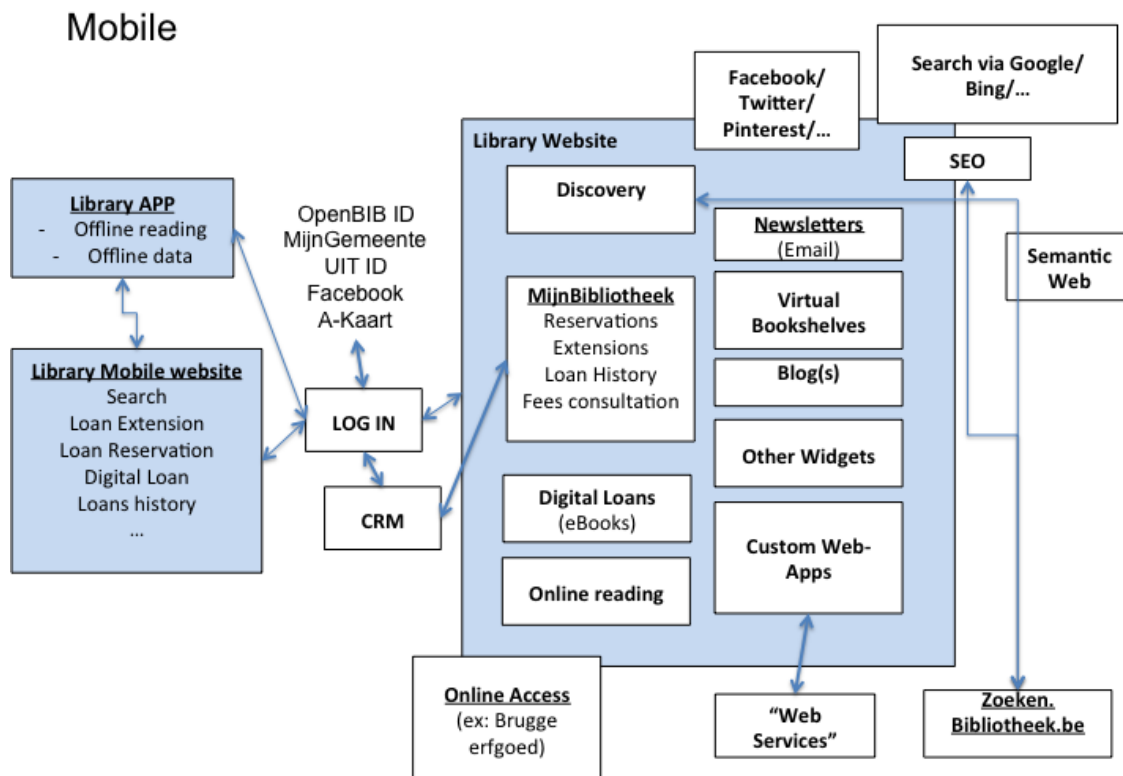 Mobile
Library APP
- Offline reading
- Offline data
Library Mobile website
Search
Loan Extension
Loan Reservation
Digital Loan
Loans history
…
OpenBIB ID
MijnGemeente
UIT ID
Facebook
A-Kaart
LOG IN
CRM
Library Website
Discovery
MijnBibliotheek
Reservations
Extensions
Loan History
Fees consultation
Digital Loans
(eBooks)
Online reading
Newsletters
(Email)
Virtual
Bookshelves
Blog(s)
Other Widgets
Custom Web-
Apps
Facebook/
Twitter/
Pinterest/…
Search via Google/
Bing/…
SEO
Semantic
Web
Online Access
(ex: Brugge
erfgoed)
“Web
Services”
Zoeken.
Bibliotheek.be